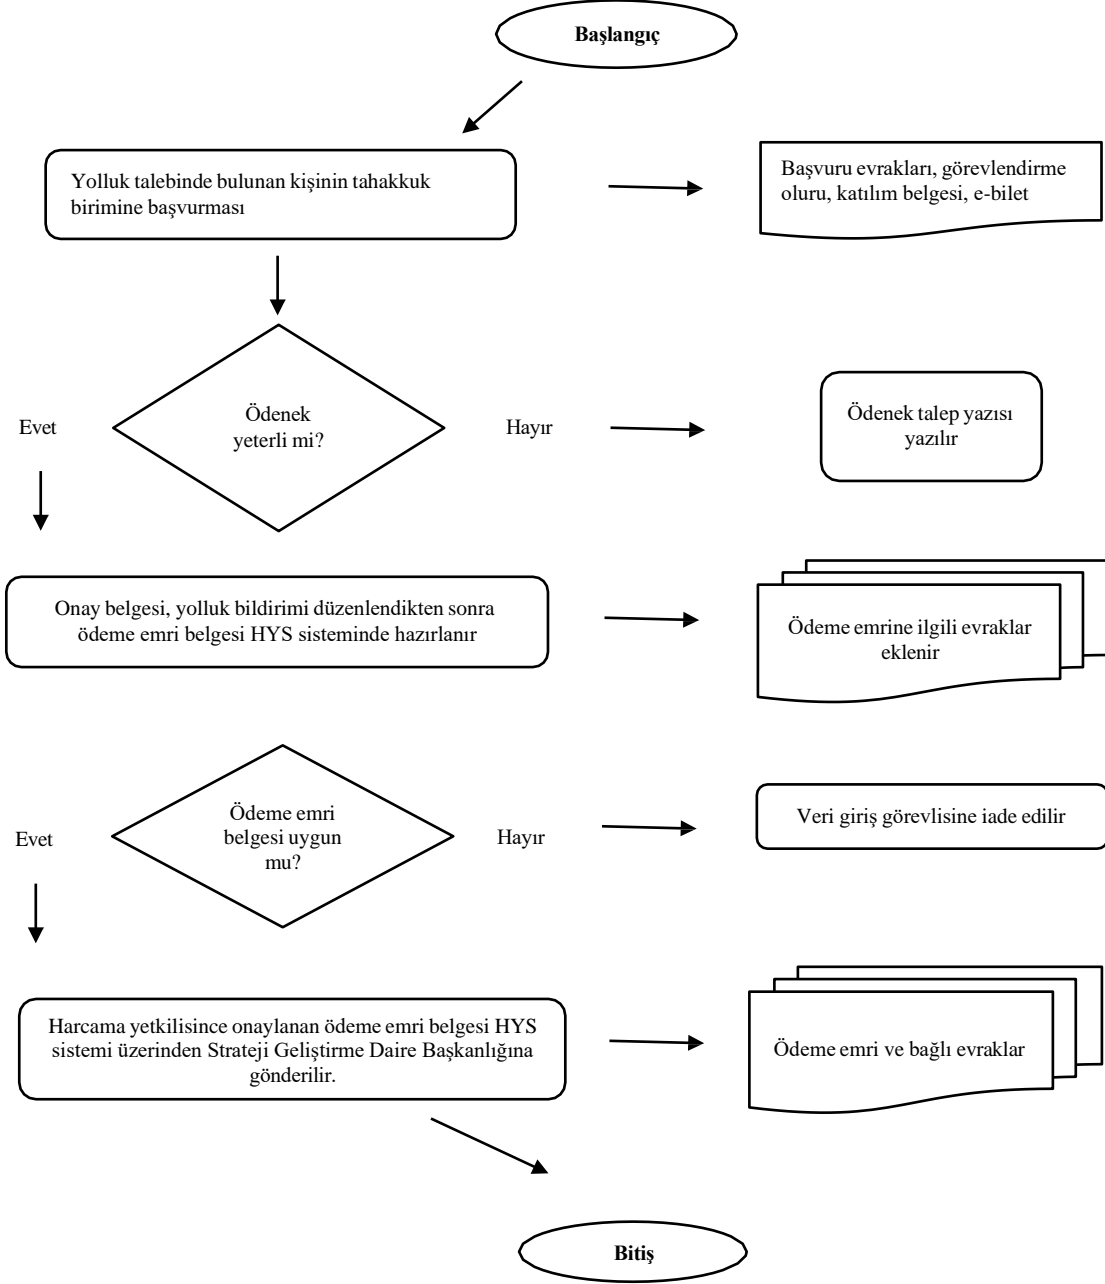 Başlangıç
Yolluk talebinde bulunan kişinin tahakkuk
birimine başvurması
Başvuru evrakları, görevlendirme
oluru, katılım belgesi, e-bilet
Evet
Ödenek
yeterli mi?
Hayır
Ödenek talep yazısı
yazılır
Onay belgesi, yolluk bildirimi düzenlendikten sonra
ödeme emri belgesi HYS sisteminde hazırlanır
Ödeme emrine ilgili evraklar
eklenir
Evet
Ödeme emri
belgesi uygun
mu?
Hayır
Veri giriş görevlisine iade edilir
Harcama yetkilisince onaylanan ödeme emri belgesi HYS
sistemi üzerinden Strateji Geliştirme Daire Başkanlığına
gönderilir.
Ödeme emri ve bağlı evraklar
Bitiş